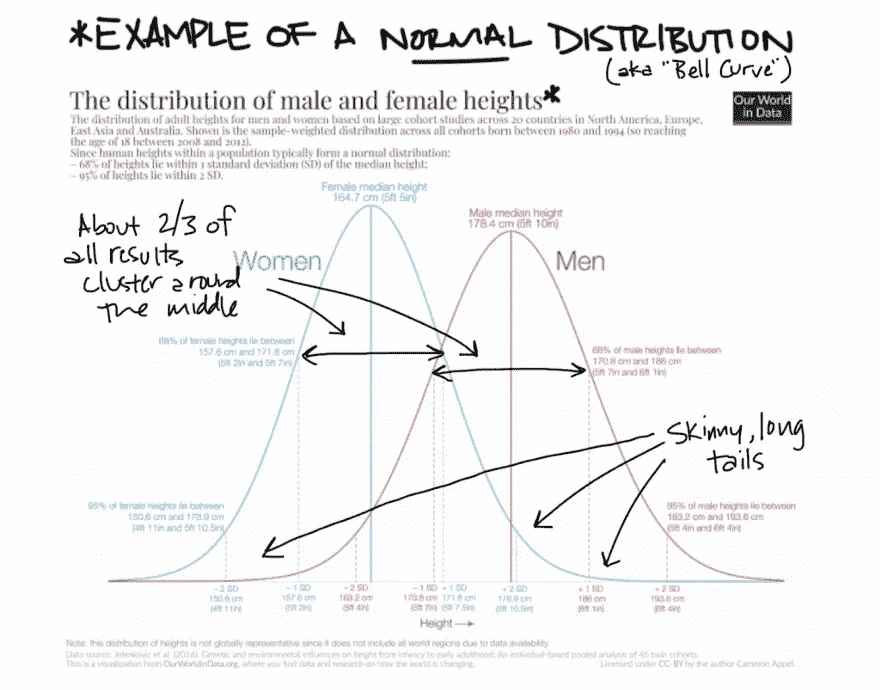 *EXAMPLE OF A NORMAL DISTRIBUTION
(aka "Bell Curve")
The distribution of male and female heights*
Our World
in Data
The distribution of adult heights for men and women based on large cohort studies across 20 countries in North America, Europe,
East Asia and Australia. Shown is the sample-weighted distribution across all cohorts born between 1980 and 1994 (so reaching
the age of 18 between 2008 and 2012).
Since human heights within a population typically form a normal distribution:
– 68% of heights lie within 1 standard deviation (SD) of the median height;
– 95% of heights lie within 2 SD.
Female median height
164.7 cm (5ft 5in)
Male median height
178.4 cm (5ft 10in)
About 2/3 of
all results
cluster around
the middle
Women
Men
68% of female heights lie between
157.6 cm and 171.8 cm
(5ft 2in and 5ft 7in)
68% of male heights lie between
170.8 cm and 186 cm
(5ft 7in and 6ft 1in)
skinny, long
tails
95% of female heights lie between
150.6 cm and 178.9 cm
(4ft 11in and 5ft 10.5in)
95% of male heights lie between
163.2 cm and 193.6 cm
(5ft 4in and 6ft 4in)
–2 SD
150.6 cm
(4ft 11in)
–1 SD
157.6 cm
(5ft 2in)
–2 SD
163.2 cm
(5ft 4in)
–1 SD
170.8 cm
(5ft 7in)
+1 SD
171.8 cm
(5ft 7.5in)
+2 SD
178.9 cm
(5ft 10.5in)
+1 SD
186 cm
(6ft 1in)
+2 SD
193.6 cm
(6ft 4in)
Height
Note: this distribution of heights is not globally representative since it does not include all world regions due to data availability.
Data source: Jelenkovic et al. (2016). Genetic and environmental influences on height from infancy to early adulthood: An individual-based pooled analysis of 45 twin cohorts.
This is a visualization from OurWorldinData.org, where you find data and research on how the world is changing.
Licensed under CC-BY by the author Cameron Appel.